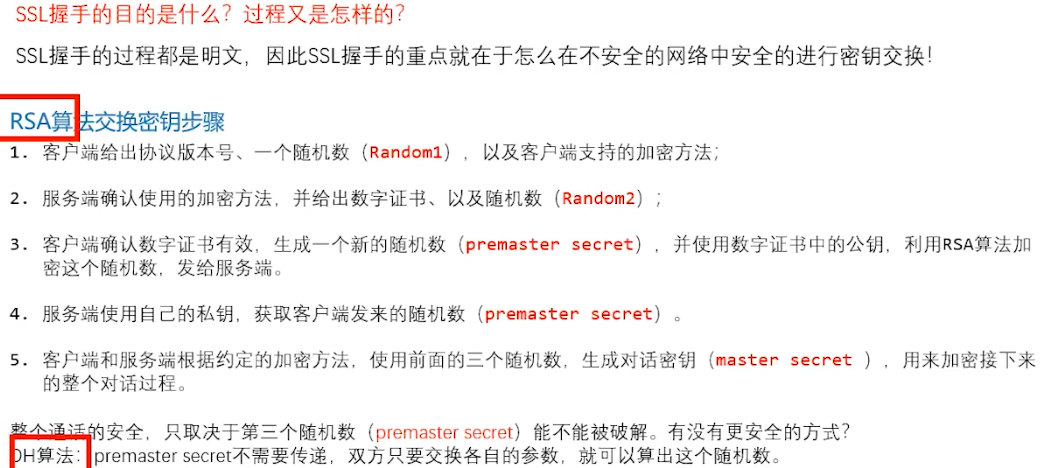 SSL握手的目的是什么？过程又是怎样的？
SSL握手的过程都是明文，因此SSL握手的重点就在于怎么在不安全的网络中安全的进行密钥交换！
RSA算法交换密钥步骤
1. 客户端给出协议版本号、一个随机数（Random1），以及客户端支持的加密方法；
2. 服务端确认使用的加密方法，并给出数字证书、以及随机数（Random2）；
3. 客户端确认数字证书有效，生成一个新的随机数（premaster secret），并使用数字证书中的公钥，利用RSA算法加
密这个随机数，发给服务端。
4. 服务端使用自己的私钥，获取客户端发来的随机数（premaster secret）。
5. 客户端和服务端根据约定的加密方法，使用前面的三个随机数，生成对话密钥（master secret ），用来加密接下来
的整个对话过程。
整个通话的安全，只取决于第三个随机数（premaster secret）能不能被破解。有没有更安全的方式？
DH算法：premaster secret不需要传递，双方只要交换各自的参数，就可以算出这个随机数。